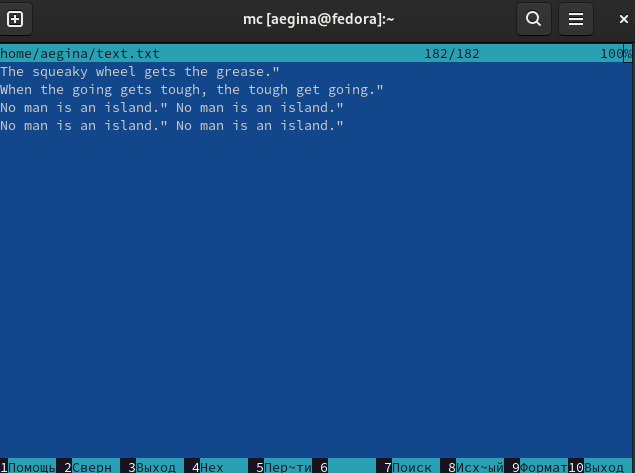 mc [aegina@fedora]:~
home/aegina/text.txt 182/182 100%
The squeaky wheel gets the grease."
When the going gets tough, the tough get going."
No man is an island." No man is an island."
No man is an island." No man is an island."
1Помощь 2Сверн 3Выход 4Hex 5Пер~ти 6 7Поиск 8Исх~ый 9Формат 10Выход